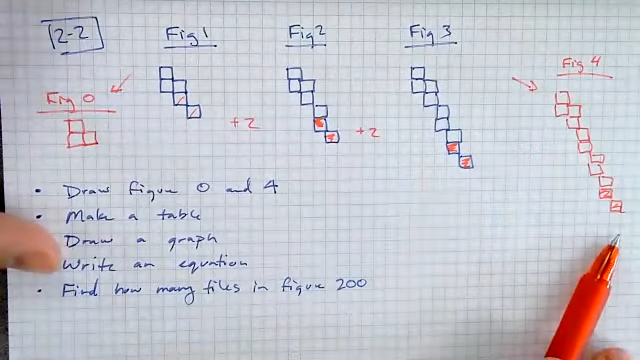 2-2
Fig 1
Fig 2
Fig 3
Fig 4
Fig 0
+2
+2
• Draw figure 0 and 4
• Make a table
Draw a graph
Write an equation
• Find how many tiles in figure 200